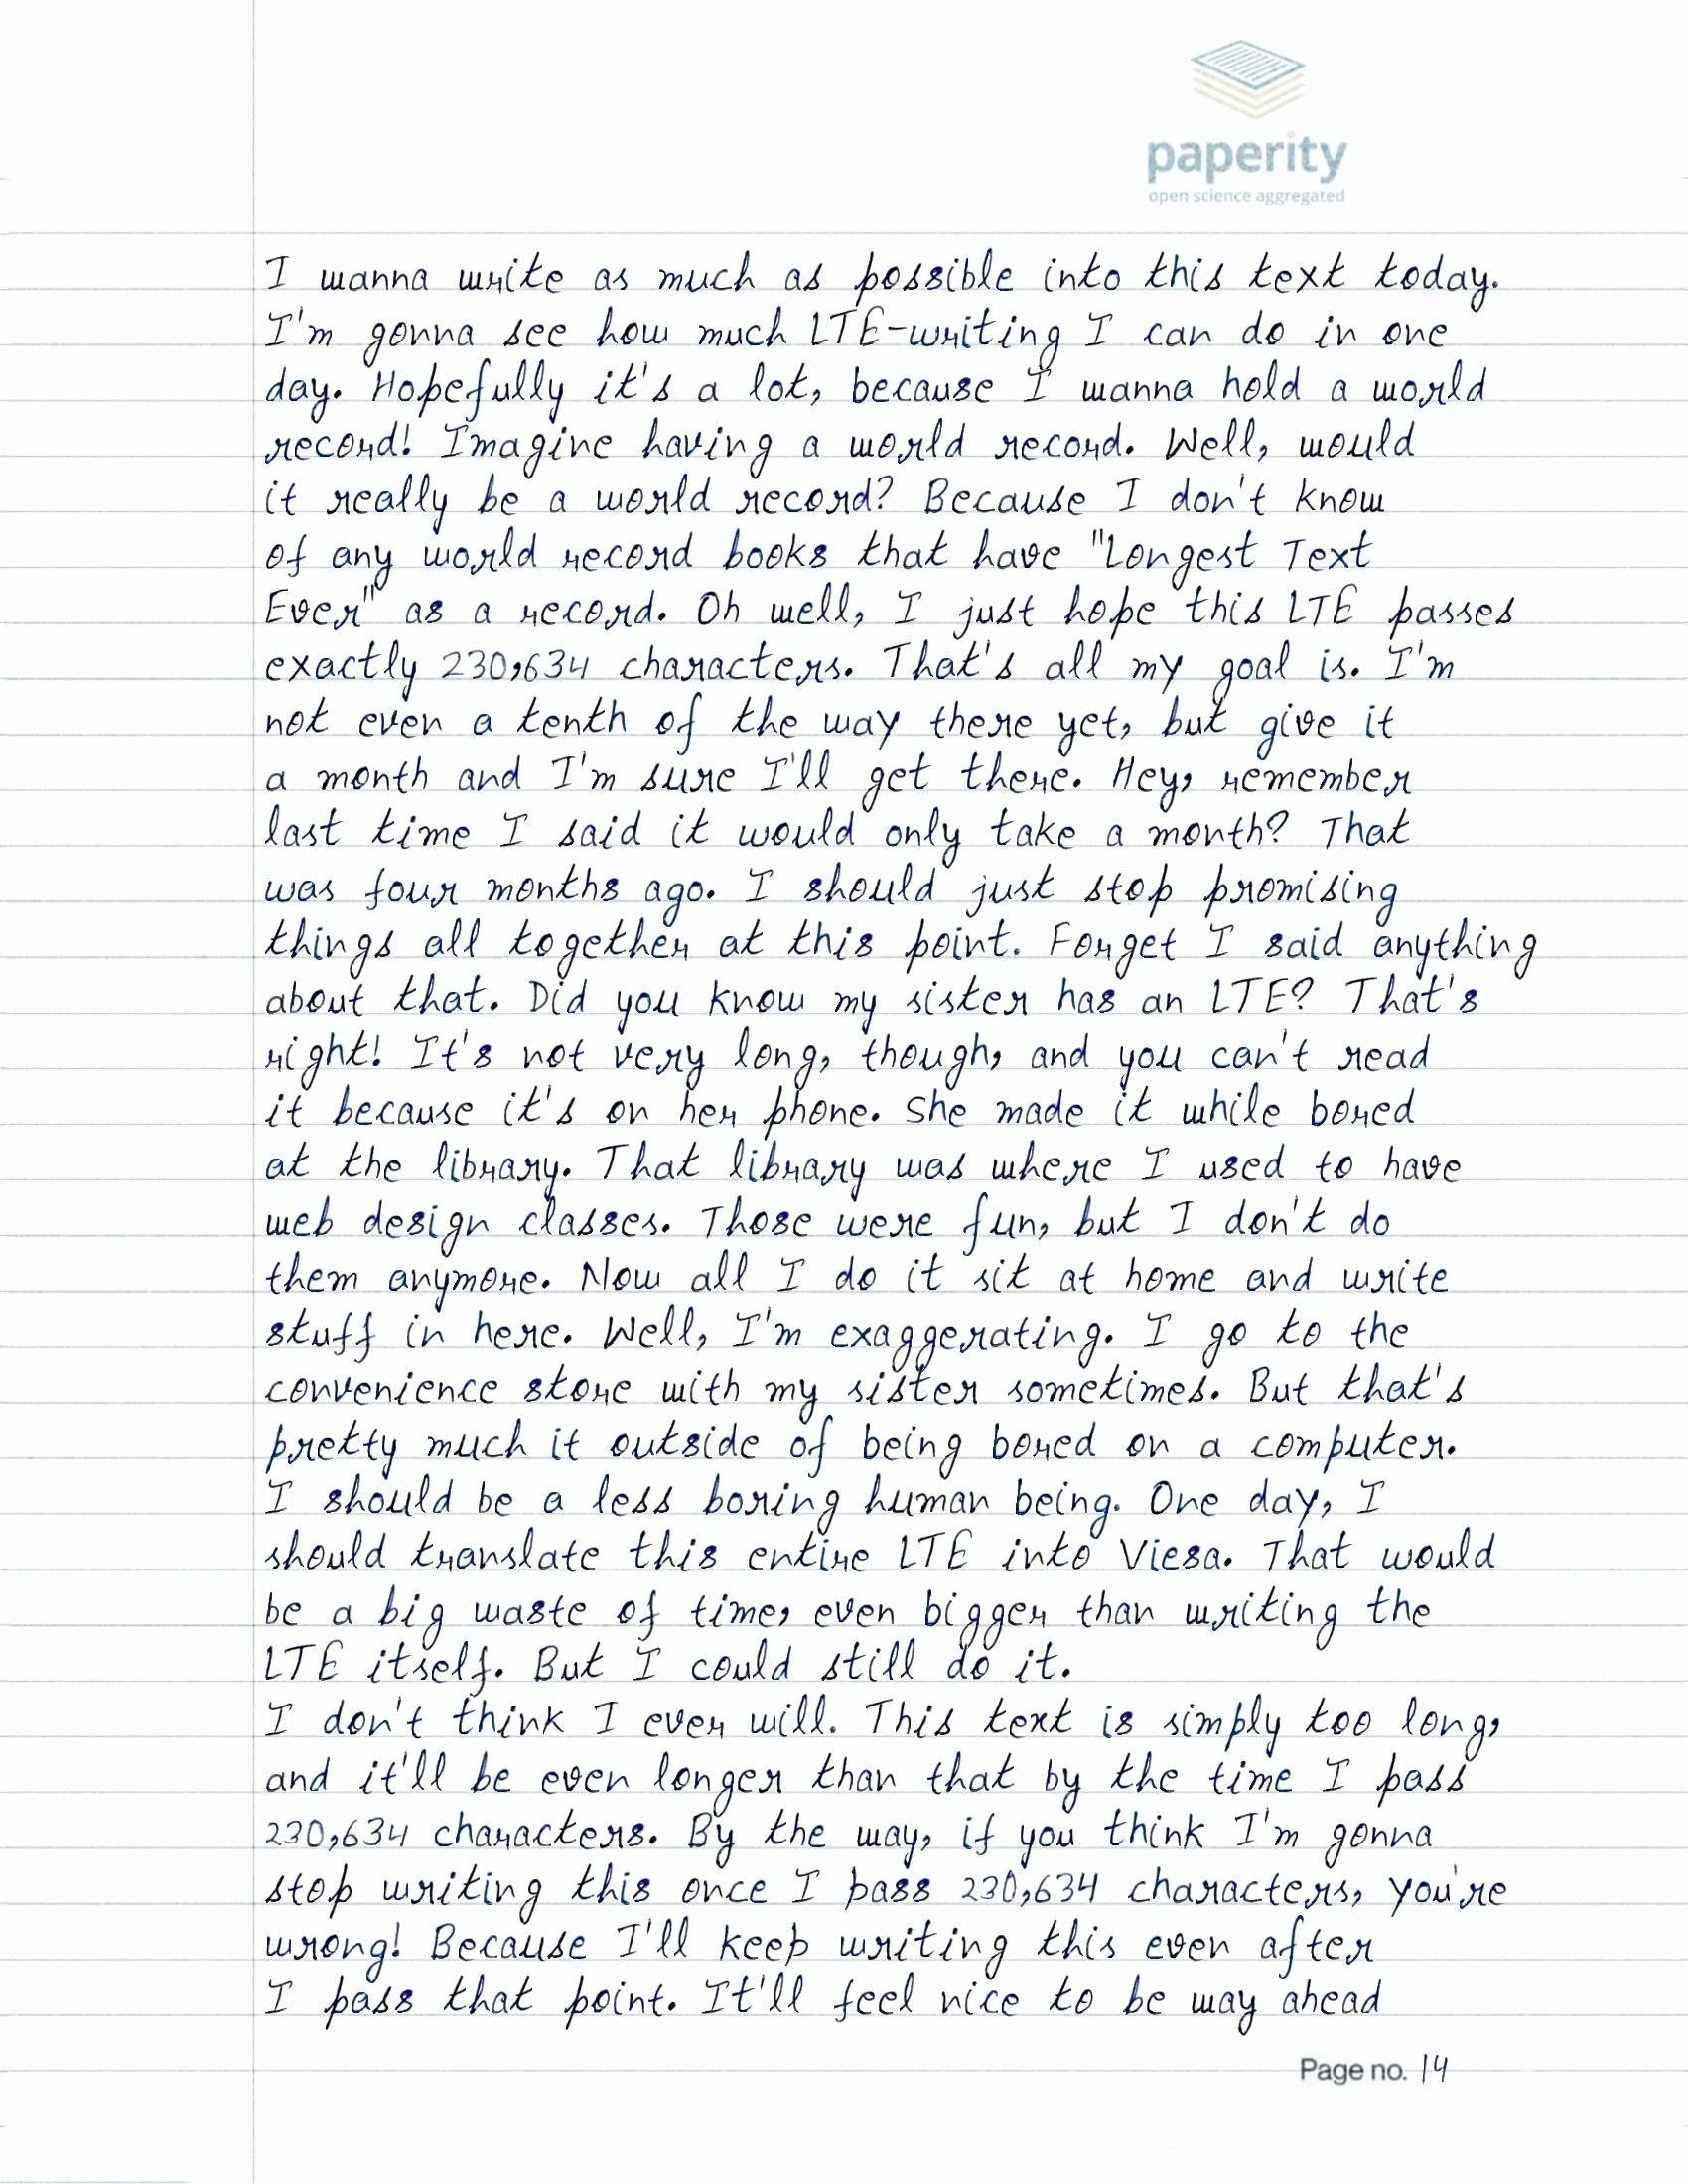 paperity
open science aggregated
I wanna write as much as possible into this text today.
I'm gonna see how much LTE-writing I can do in one
day. Hopefully it's a lot, because I wanna hold a world
record! Imagine having a world record. Well, would
it really be a world record? Because I don't know
of any world record books that have "Longest Text
Ever" as a record. Oh well, I just hope this LTE passes
exactly 230,634 characters. That's all my goal is. I'm
not even a tenth of the way there yet, but give it
a month and I'm sure I'll get there. Hey, remember
last time I said it would only take a month? That
was four months ago. I should just stop promising
things all together at this point. Forget I said anything
about that. Did you know my sister has an LTE? That's
right! It's not very long, though, and you can't read
it because it's on her phone. She made it while bored
at the library. That library was where I used to have
web design classes. Those were fun, but I don't do
them anymore. Now all I do it sit at home and write
stuff in here. Well, I'm exaggerating. I go to the
convenience store with my sister sometimes. But that's
pretty much it outside of being bored on a computer.
I should be a less boring human being. One day, I
should translate this entire LTE into Viesa. That would
be a big waste of time, even bigger than writing the
LTE itself. But I could still do it.
I don't think I ever will. This text is simply too long,
and it'll be even longer than that by the time I pass
230,634 characters. By the way, if you think I'm gonna
stop writing this once I pass 230,634 characters, you're
wrong! Because I'll keep writing this even after
I pass that point. It'll feel nice to be way ahead
Page no. 14